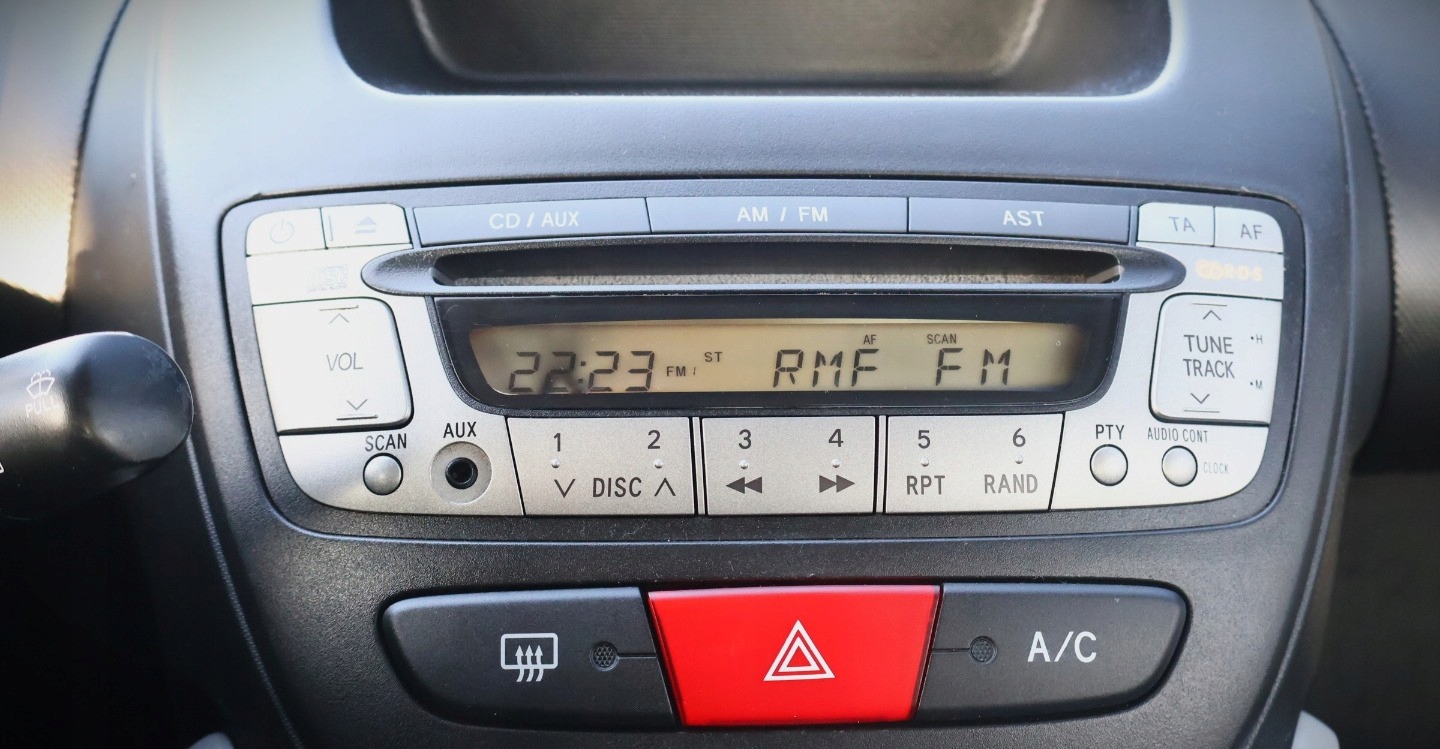 CD / AUX
AM / FM
AST
TA
AF
RDS
VOL
22:23 FM 1 ST RMF AF SCAN FM
TUNE
TRACK
H
M
SCAN
AUX
1 2 3 4 5 6
DISC
RPT
RAND
PTY
AUDIO CONT
CLOCK
PULL
A/C